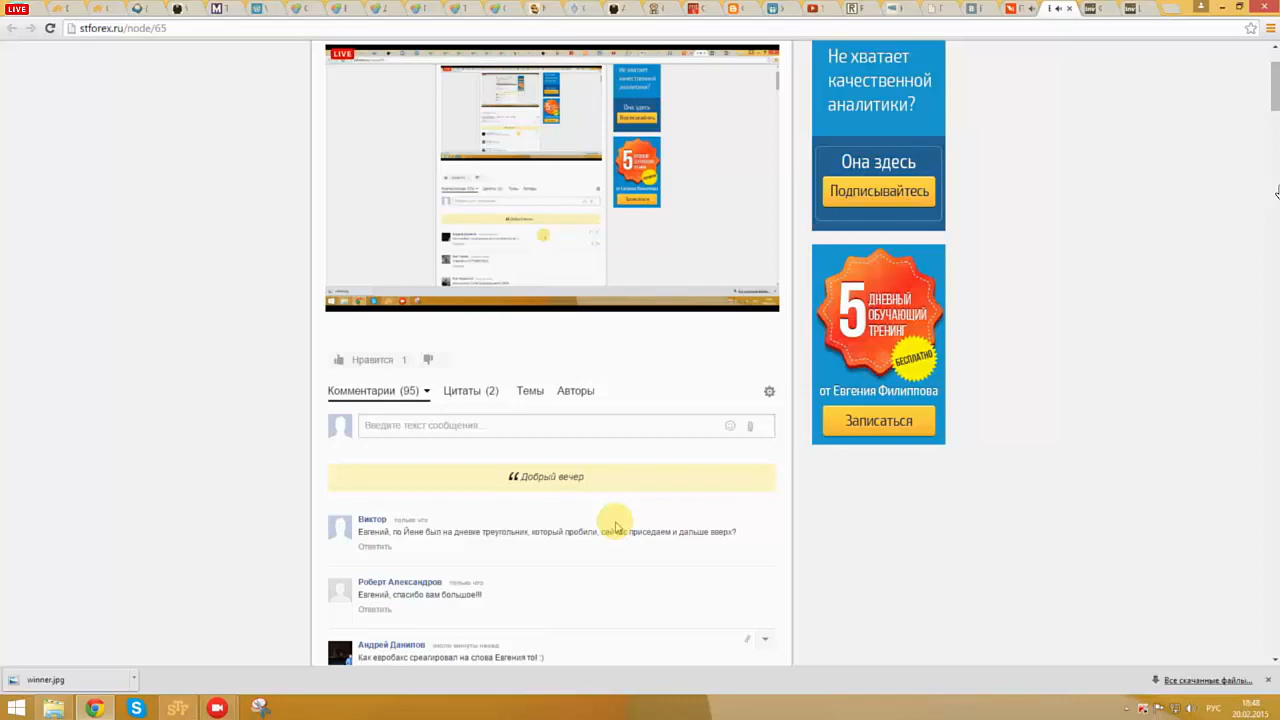 LIVE
stforex.ru/node/65
LIVE
Не хватает
качественной
аналитики?
Она здесь
Подписывайтесь
5 ДНЕВНЫЙ
ОБУЧАЮЩИЙ
ТРЕНИНГ
БЕСПЛАТНО
от Евгения Филиппова
Записаться
Нравится 1
Комментарии (95) Цитаты (2) Темы Авторы
Введите текст сообщения...
Добрый вечер
Виктор только что
Евгений, по Йене был на дневке треугольник, который пробили, сейчас приседаем и дальше вверх?
Ответить
Роберт Александров только что
Евгений, спасибо вам большое!!!
Ответить
Андрей Данилов около минуты назад
Как евробакс среагировал на слова Евгения то! :)
winner.jpg
Все скачанные файлы...
РУС
18:48
20.02.2015